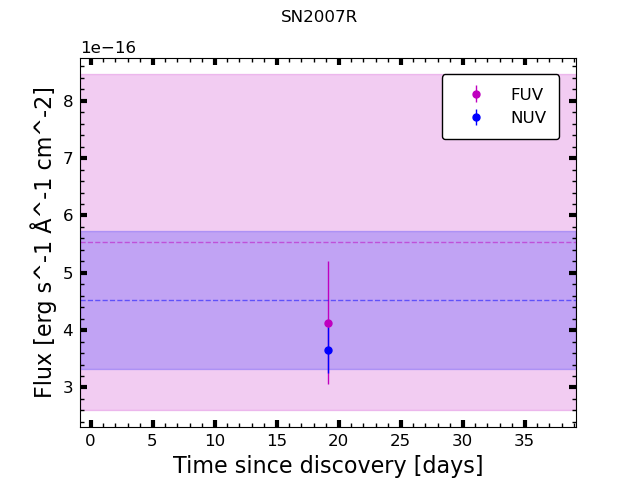 SN2007R
1e−16
FUV
NUV
8
7
6
5
4
3
Flux [erg s^-1 Å^-1 cm^-2]
0 5 10 15 20 25 30 35
Time since discovery [days]